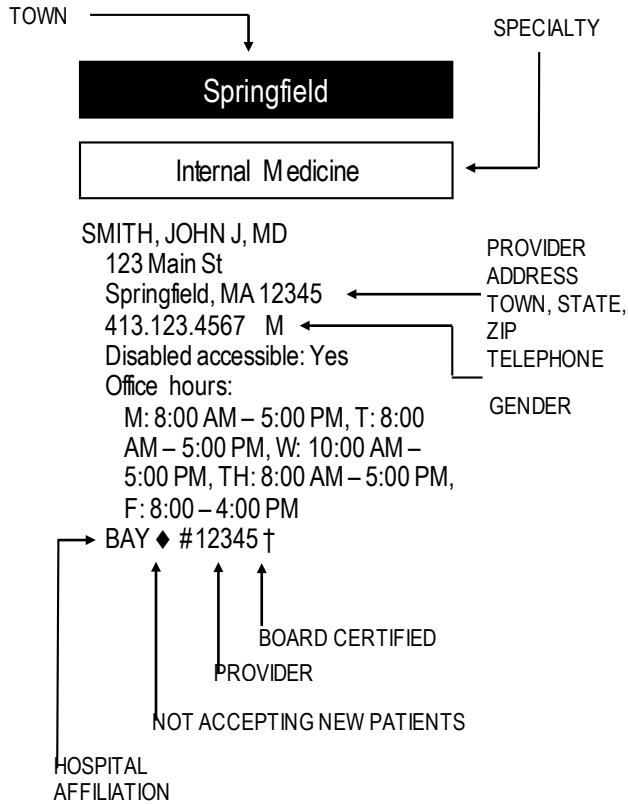 TOWN
SPECIALTY
Springfield
Internal Medicine
SMITH, JOHN J, MD
123 Main St
Springfield, MA 12345
413.123.4567 M
Disabled accessible: Yes
Office hours:
M: 8:00 AM – 5:00 PM, T: 8:00
AM – 5:00 PM, W: 10:00 AM –
5:00 PM, TH: 8:00 AM – 5:00 PM,
F: 8:00 – 4:00 PM
BAY ♦ #12345 †
PROVIDER
ADDRESS
TOWN, STATE,
ZIP
TELEPHONE
GENDER
BOARD CERTIFIED
PROVIDER
NOT ACCEPTING NEW PATIENTS
HOSPITAL
AFFILIATION